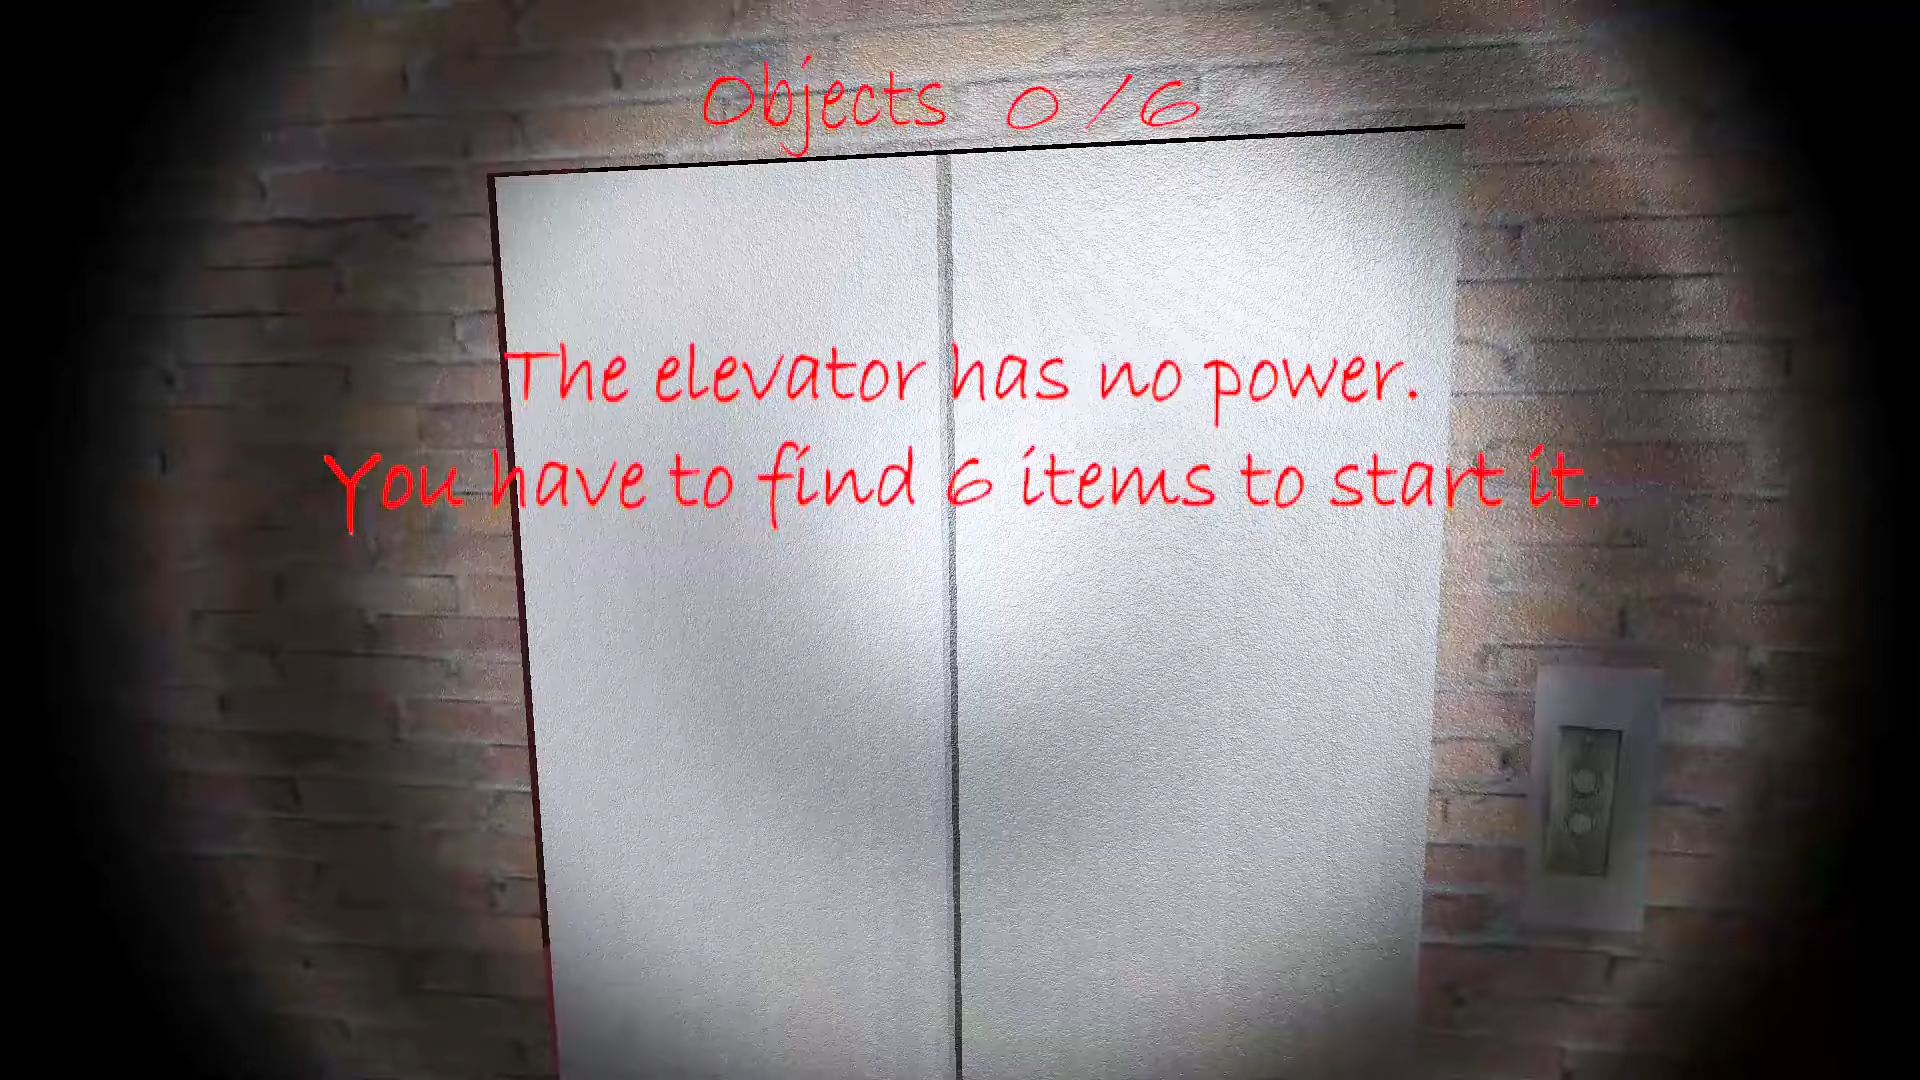 Objects 0/6
The elevator has no power.
You have to find 6 items to start it.